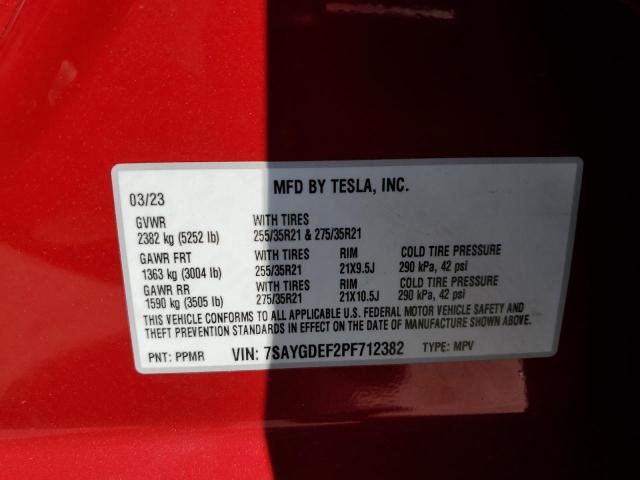 MFD BY TESLA, INC.
03/23
GVWR WITH TIRES
2382 kg (5252 lb) 255/35R21 & 275/35R21
GAWR FRT WITH TIRES RIM COLD TIRE PRESSURE
1363 kg (3004 lb) 255/35R21 21X9.5J 290 kPa, 42 psi
GAWR RR WITH TIRES RIM COLD TIRE PRESSURE
1590 kg (3505 lb) 275/35R21 21X10.5J 290 kPa, 42 psi
THIS VEHICLE CONFORMS TO ALL APPLICABLE U.S. FEDERAL MOTOR VEHICLE SAFETY AND
THEFT PREVENTION STANDARDS IN EFFECT ON THE DATE OF MANUFACTURE SHOWN ABOVE.
PNT: PPMR VIN: 7SAYGDEF2PF712382 TYPE: MPV